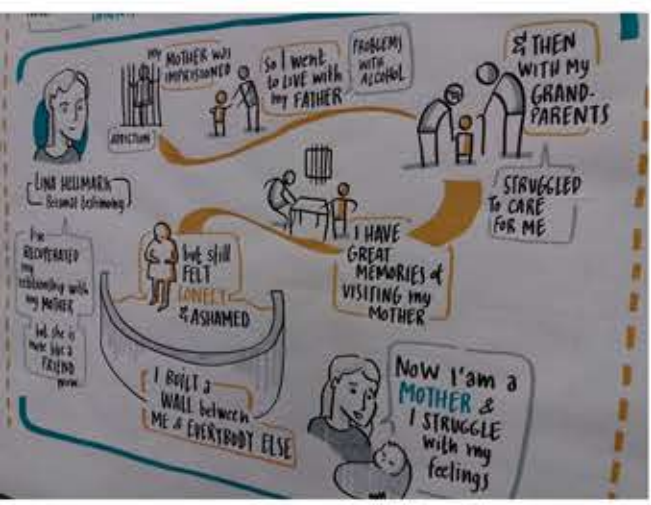 LINA HELLMARK
Personal testimony
MY MOTHER WAS
IMPRISIONED
ADDICTION
So I went
to LIVE with
my FATHER
PROBLEMS
WITH
ALCOHOL
& THEN
WITH MY
GRAND-
PARENTS
STRUGGLED
TO CARE
FOR ME
I HAVE
GREAT
MEMORIES of
VISITING my
MOTHER
but still
FELT
LONELY
& ASHAMED
I BUILT a
WALL between
ME & EVERYBODY ELSE
I've
RECUPERATED
my
relationship with
my MOTHER
but she is
more like a
FRIEND
now
NOW I'am a
MOTHER &
I STRUGGLE
with my
feelings